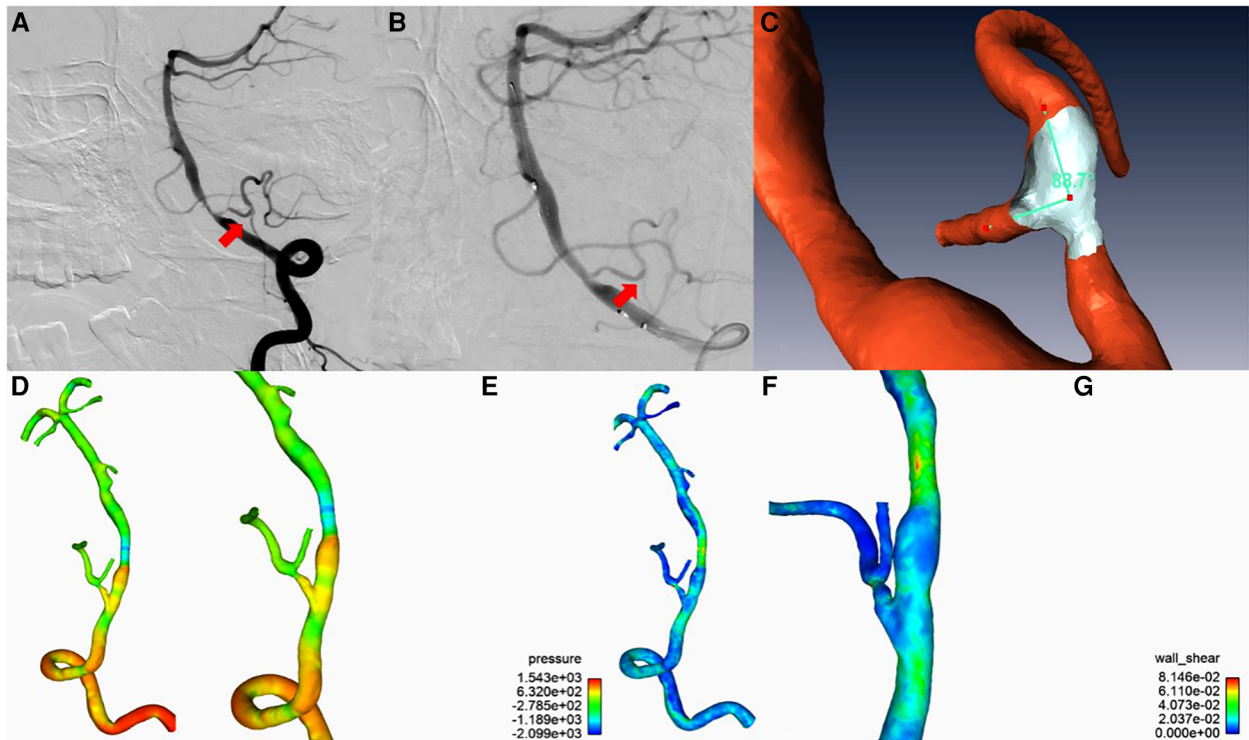 A
B
C
88.7
D
E
F
G
pressure
1.543e+03
6.320e+02
-2.785e+02
-1.189e+03
-2.099e+03
wall_shear
8.146e-02
6.110e-02
4.073e-02
2.037e-02
0.000e+00